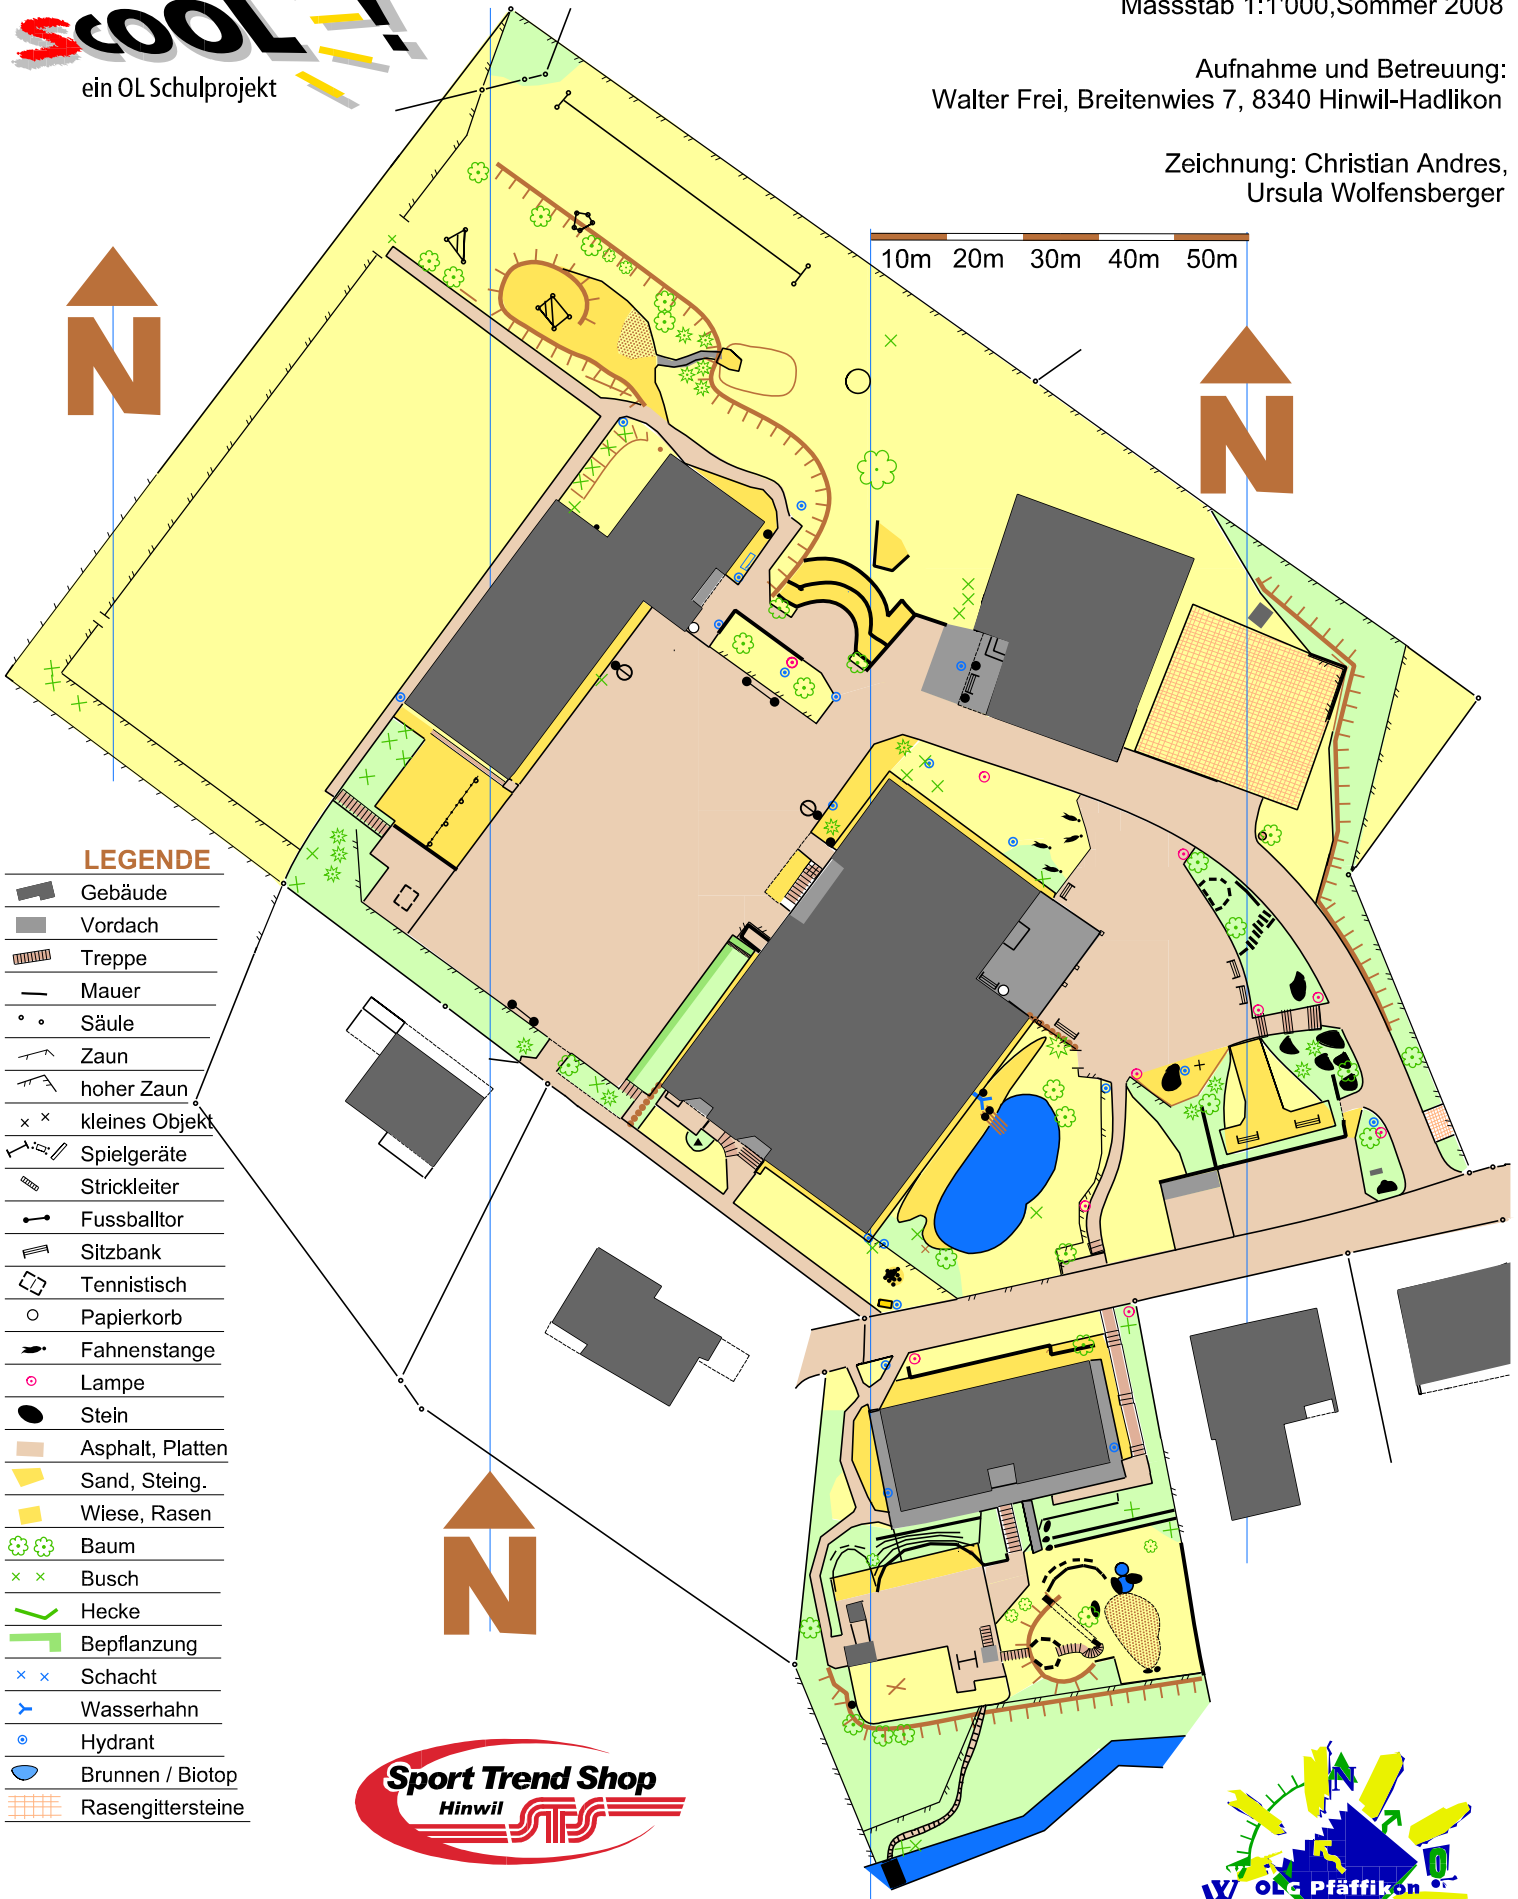 sCOOL
ein OL Schulprojekt
Massstab 1:1'000,Sommer 2008
Aufnahme und Betreuung:
Walter Frei, Breitenwies 7, 8340 Hinwil-Hadlikon
Zeichnung: Christian Andres,
Ursula Wolfensberger
10m 20m 30m 40m 50m
N
N
LEGENDE
Gebäude
Vordach
Treppe
Mauer
Säule
Zaun
hoher Zaun
kleines Objekt
Spielgeräte
Strickleiter
Fussballtor
Sitzbank
Tennistisch
Papierkorb
Fahnenstange
Lampe
Stein
Asphalt, Platten
Sand, Steing.
Wiese, Rasen
Baum
Busch
Hecke
Bepflanzung
Schacht
Wasserhahn
Hydrant
Brunnen / Biotop
Rasengittersteine
N
Sport Trend Shop
Hinwil
STS
N
W
OLG Pfäffikon